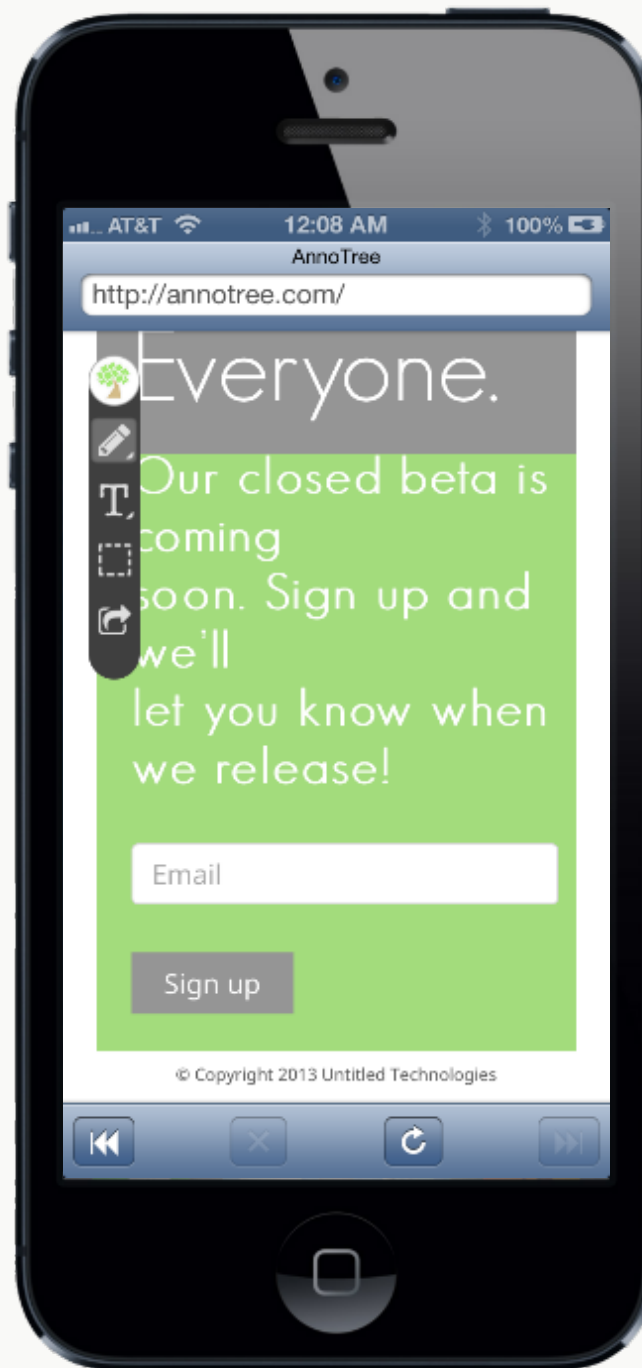 AT&T 12:08 AM 100%
AnnoTree
http://annotree.com/
Everyone.
T
Our closed beta is
coming
soon. Sign up and
we'll
let you know when
we release!
Email
Sign up
© Copyright 2013 Untitled Technologies